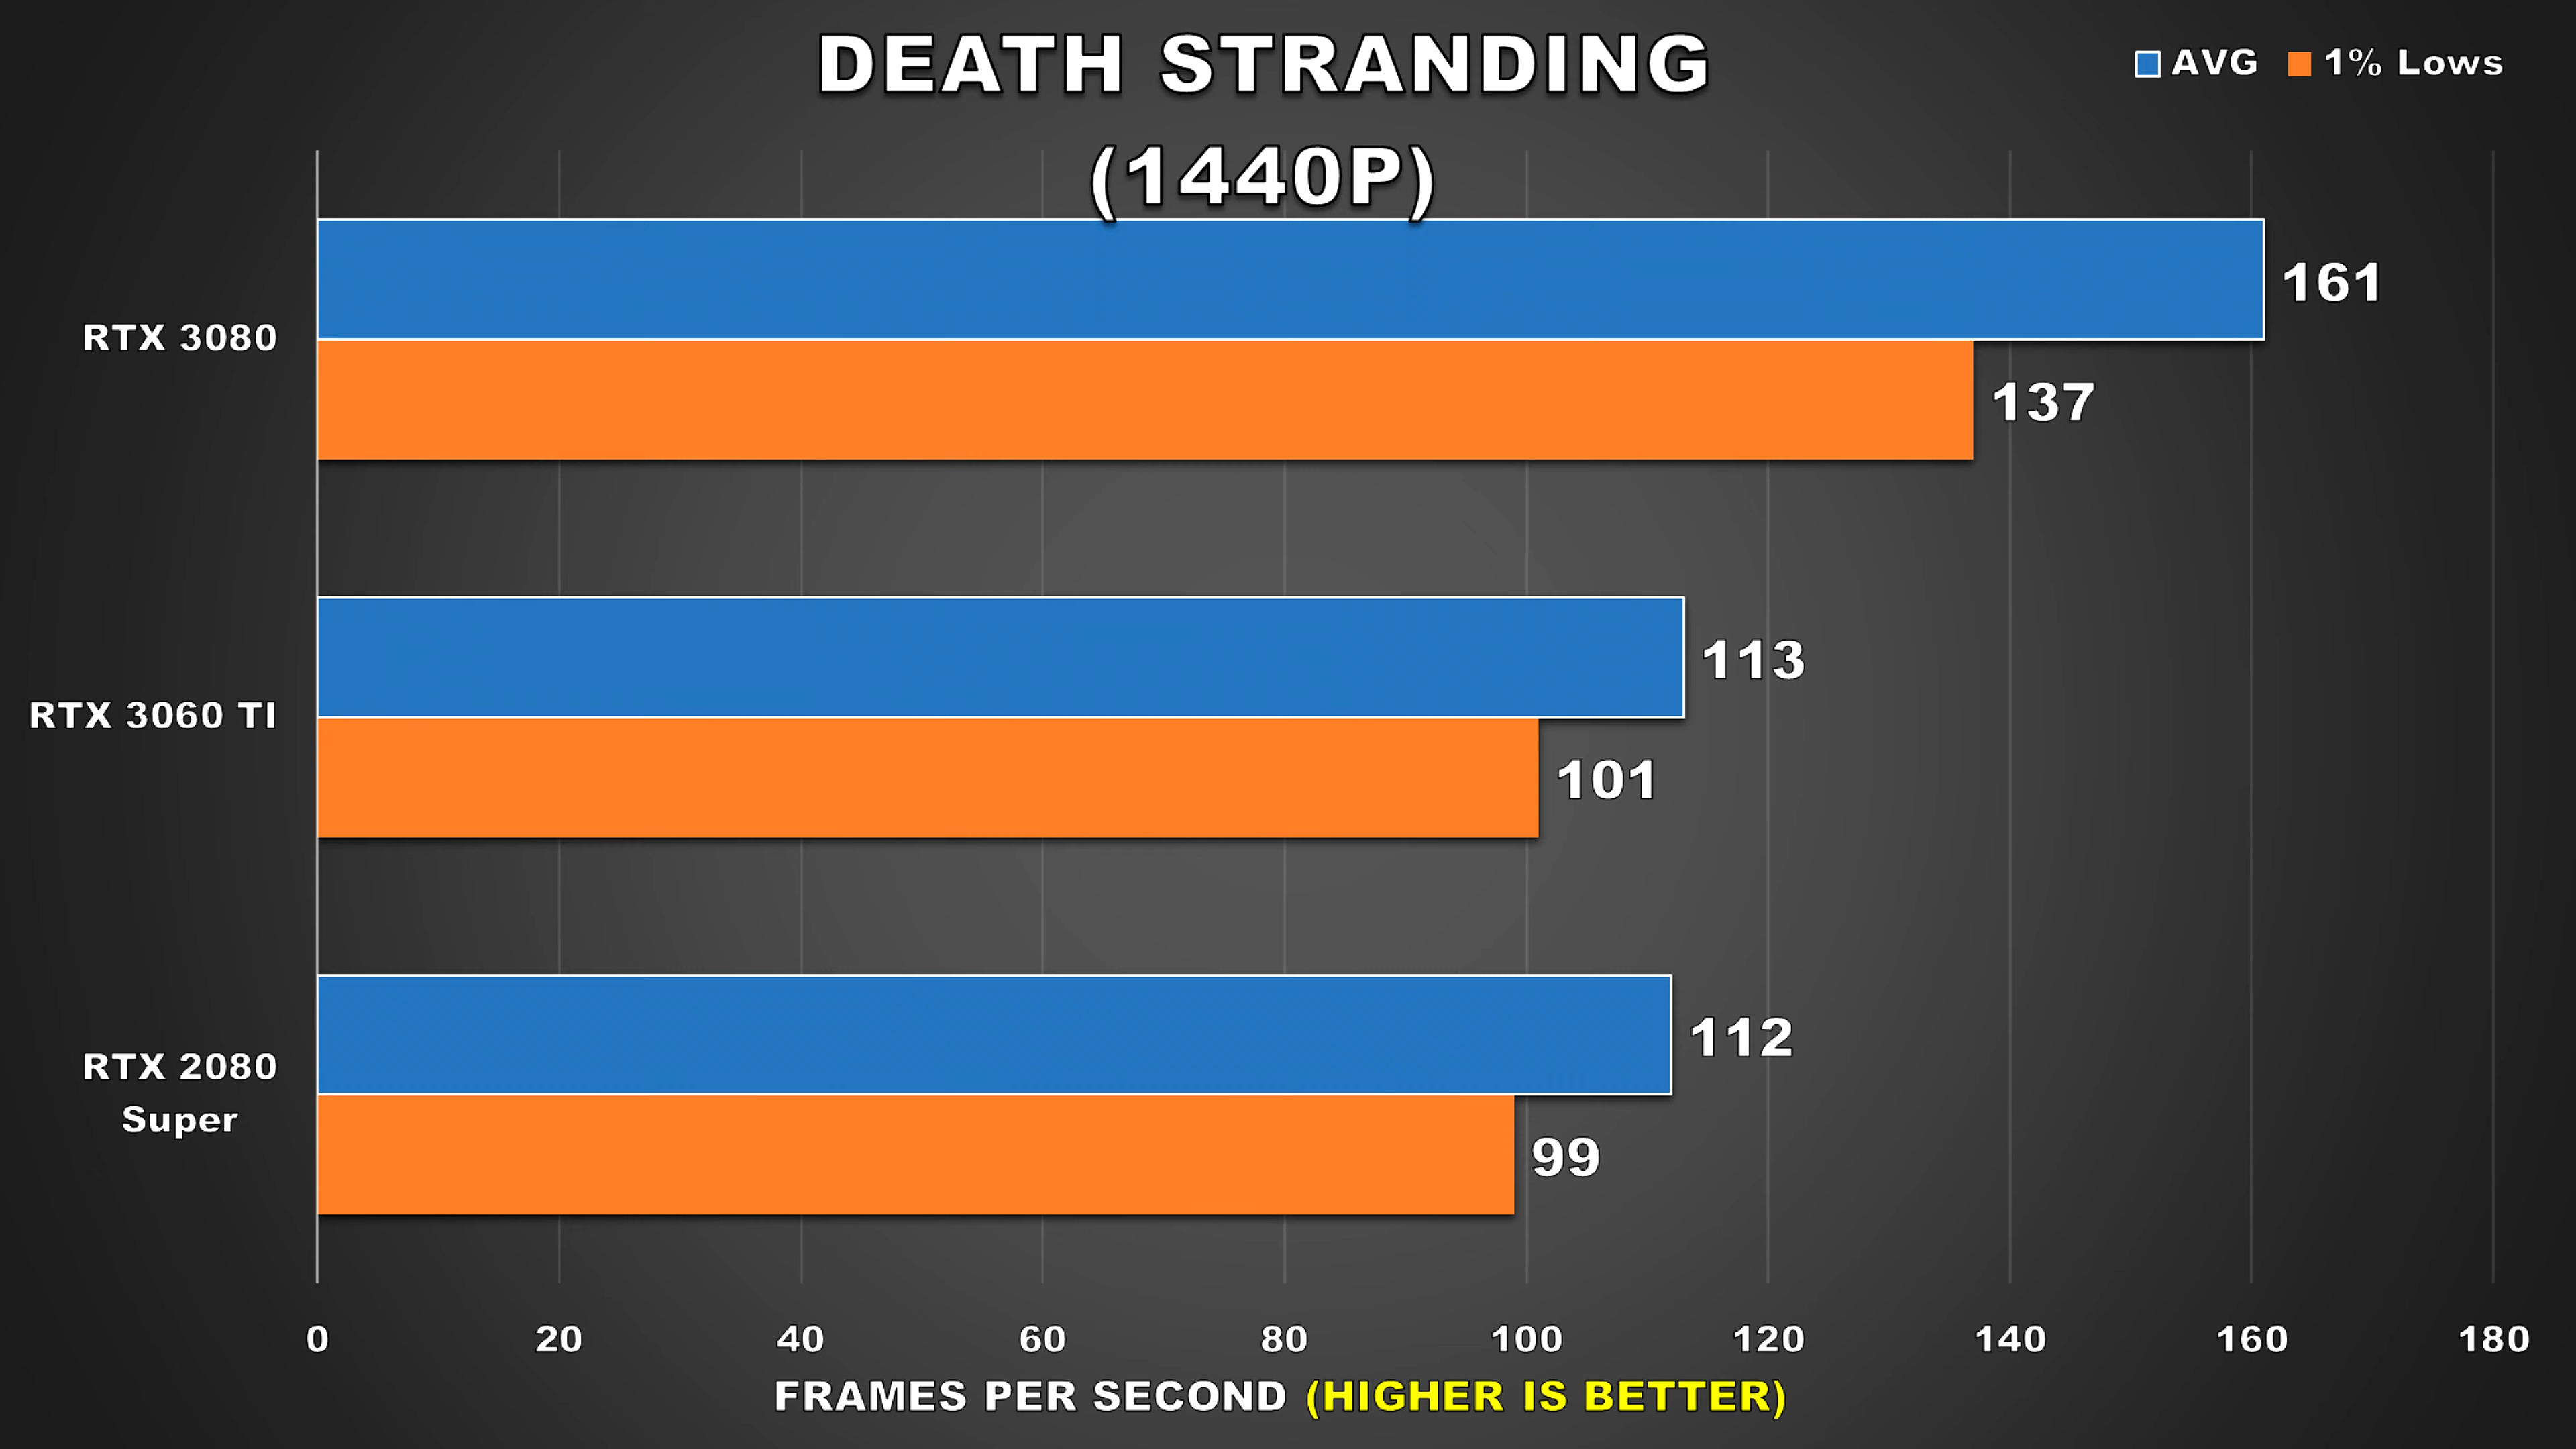 DEATH STRANDING
(1440P)
AVG 1% Lows
RTX 3080
161
137
RTX 3060 TI
113
101
RTX 2080
Super
112
99
0 20 40 60 80 100 120 140 160 180
FRAMES PER SECOND (HIGHER IS BETTER)